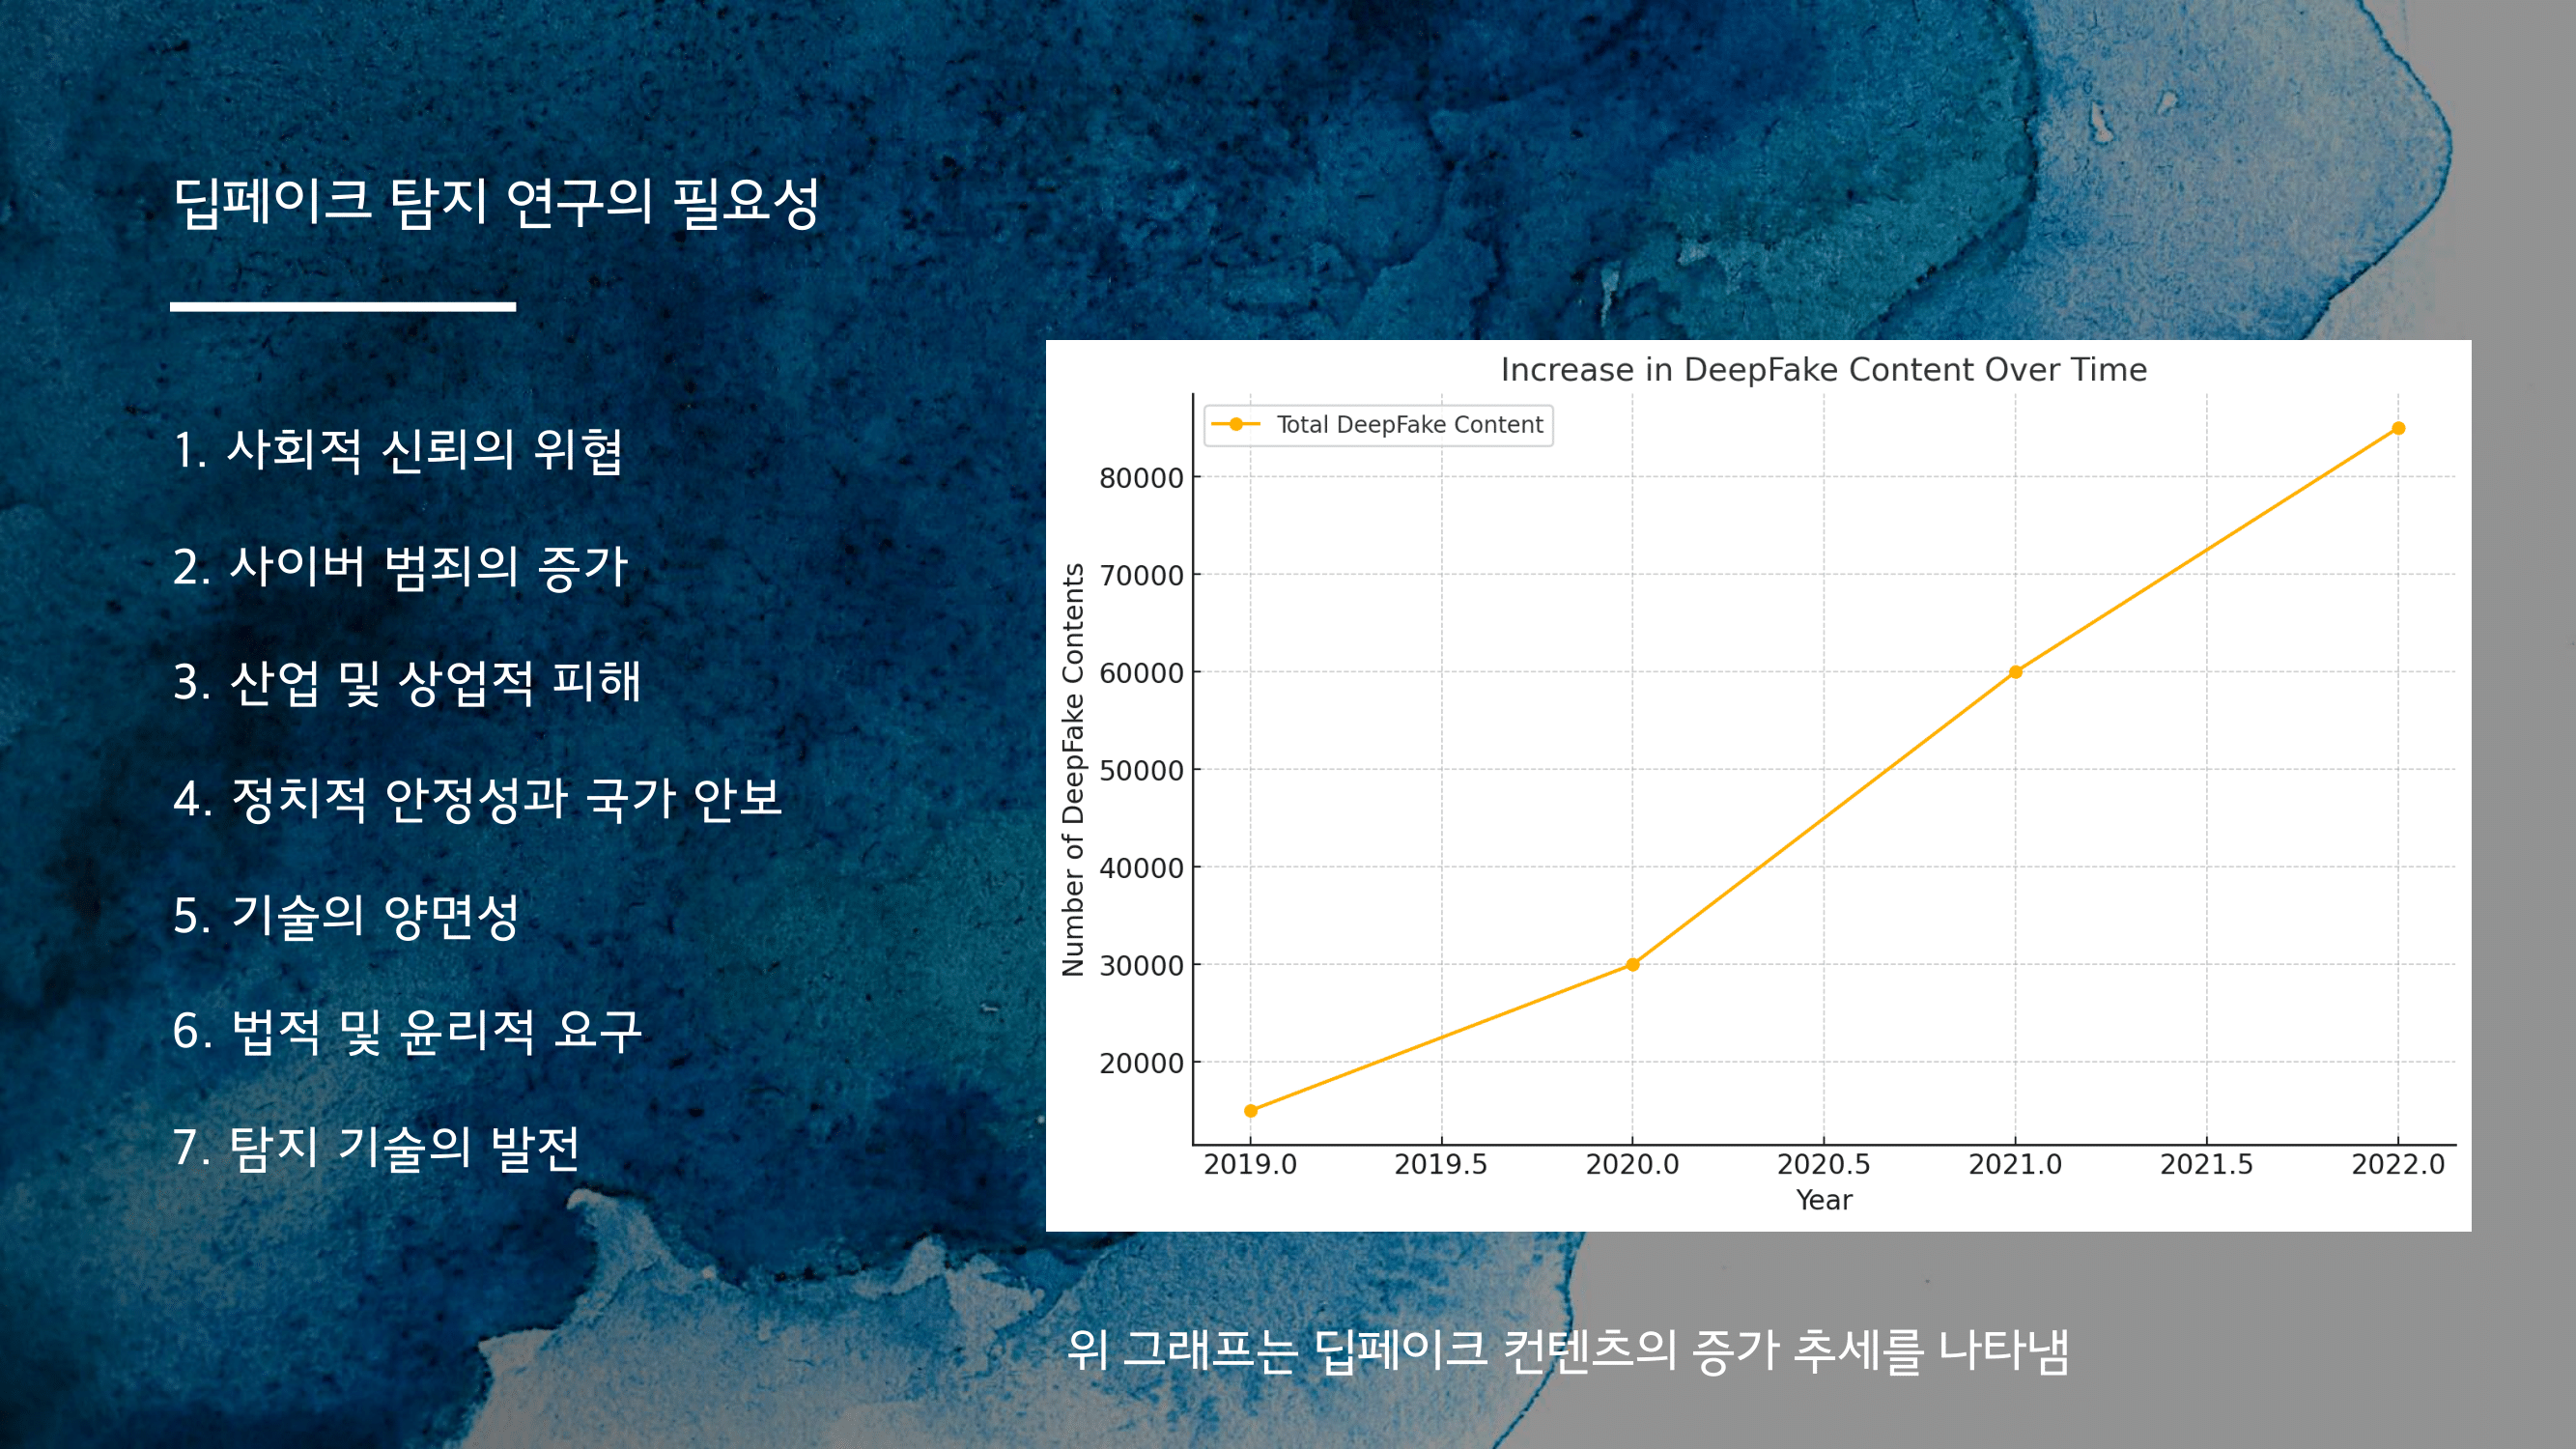 딥페이크 탐지 연구의 필요성
1. 사회적 신뢰의 위협
2. 사이버 범죄의 증가
3. 산업 및 상업적 피해
4. 정치적 안정성과 국가 안보
5. 기술의 양면성
6. 법적 및 윤리적 요구
7. 탐지 기술의 발전
Increase in DeepFake Content Over Time
Total DeepFake Content
Number of DeepFake Contents
80000
70000
60000
50000
40000
30000
20000
2019.0 2019.5 2020.0 2020.5 2021.0 2021.5 2022.0
Year
위 그래프는 딥페이크 컨텐츠의 증가 추세를 나타냄